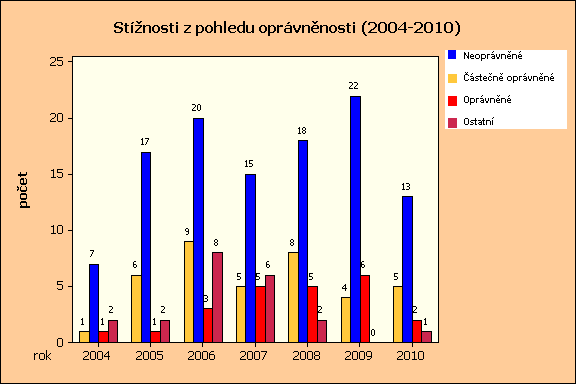 Stížnosti z pohledu oprávněnosti (2004-2010)
Neoprávněné
Částečně oprávněné
Oprávněné
Ostatní
počet
25
20
15
10
5
0
1 7 1 2
6 17 1 2
9 20 3 8
5 15 5 6
8 18 5 2
4 22 6 0
5 13 2 1
rok 2004 2005 2006 2007 2008 2009 2010